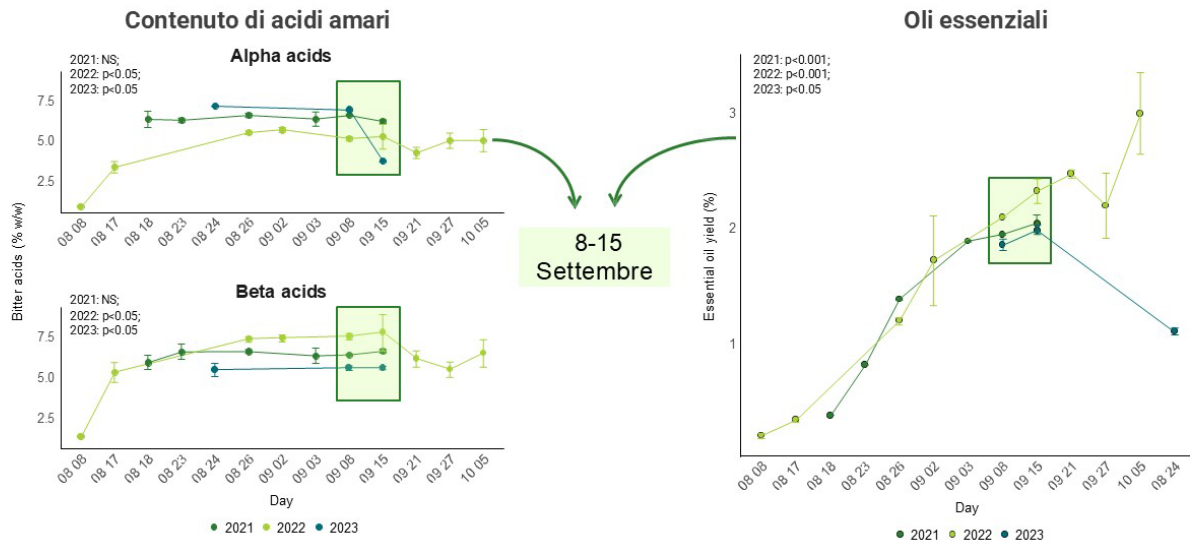 Contenuto di acidi amari
Oli essenziali
Alpha acids
2021: NS;
2022: p<0.05;
2023: p<0.05
7.5
5.0
2.5
08 08
08 17
08 18
08 23
08 24
08 26
09 02
09 03
09 08
09 15
09 21
09 27
10 05
Bitter acids (% w/w)
Beta acids
2021: NS;
2022: p<0.05;
2023: p<0.05
7.5
5.0
2.5
08 08
08 17
08 18
08 23
08 24
08 26
09 02
09 03
09 08
09 15
09 21
09 27
10 05
Day
2021 2022 2023
8-15
Settembre
2021: p<0.001;
2022: p<0.001;
2023: p<0.05
3
2
1
Essential oil yield (%)
08 08
08 17
08 18
08 23
08 26
09 02
09 03
09 08
09 15
09 21
09 27
10 05
08 24
Day
2021 2022 2023